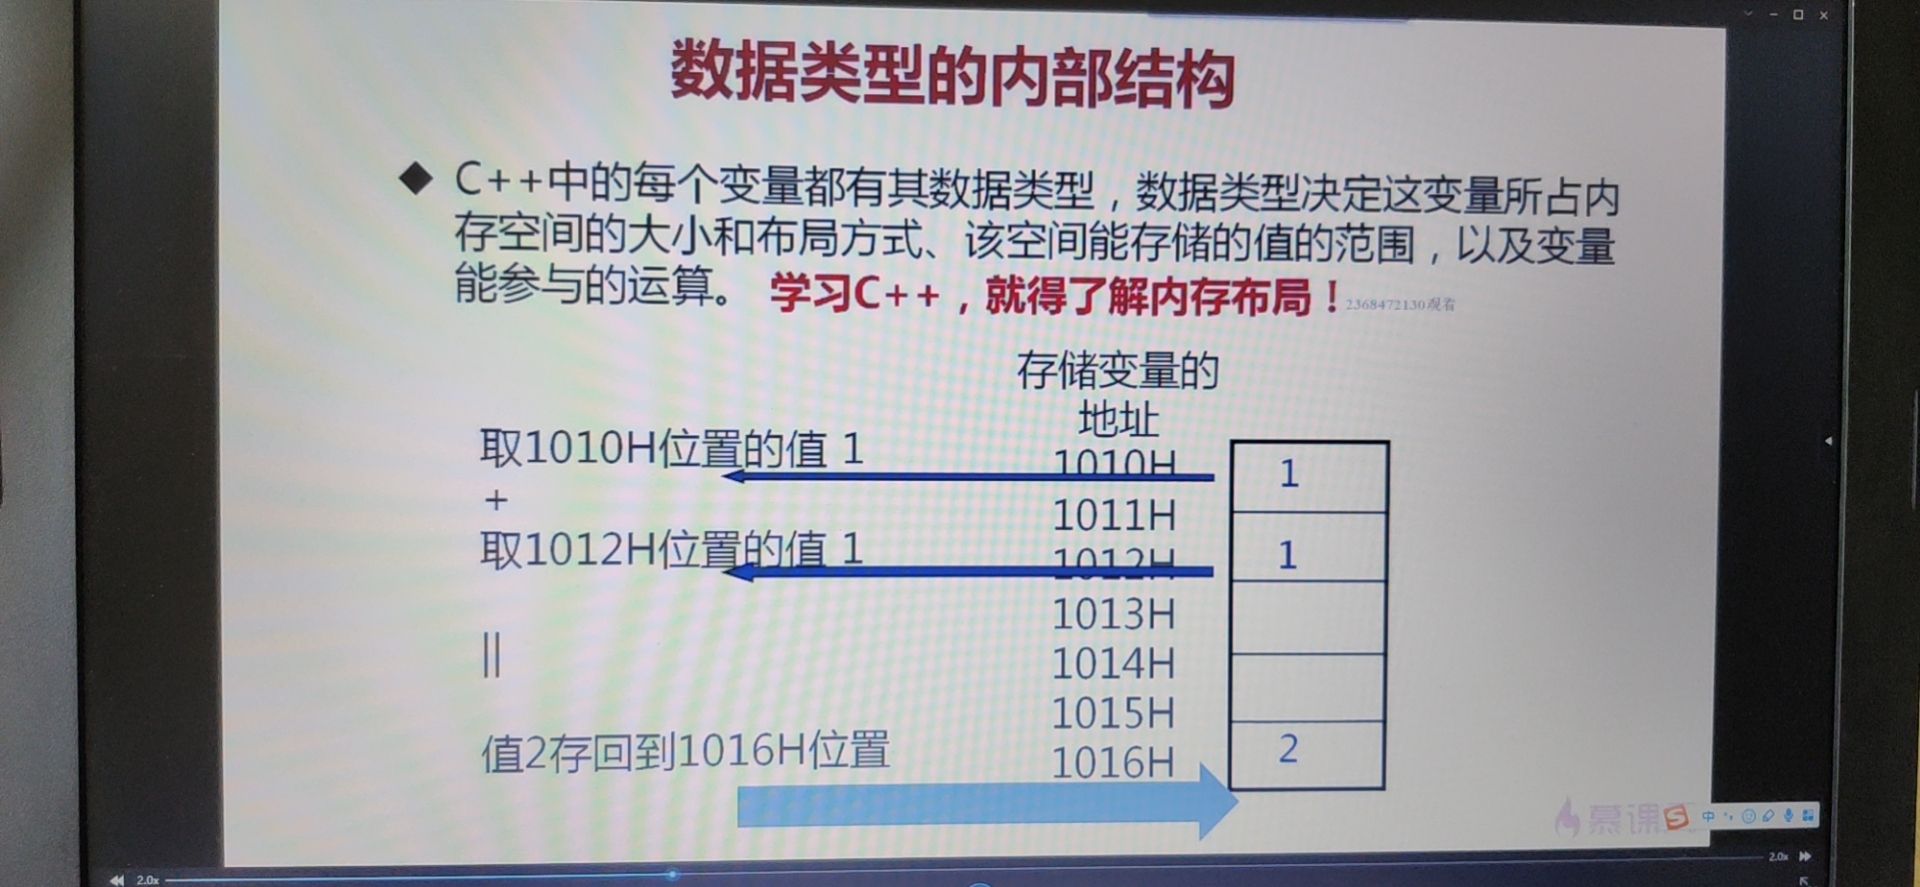 数据类型的内部结构
◆ C++中的每个变量都有其数据类型，数据类型决定这变量所占内
存空间的大小和布局方式、该空间能存储的值的范围，以及变量
能参与的运算。 学习C++，就得了解内存布局！2368472130观看
存储变量的
地址
取1010H位置的值 1
1010H
1
+
1011H
取1012H位置的值 1
1012H
1
1013H
||
1014H
1015H
值2存回到1016H位置
1016H
2
慕课
S 中
2.0x
2.0x